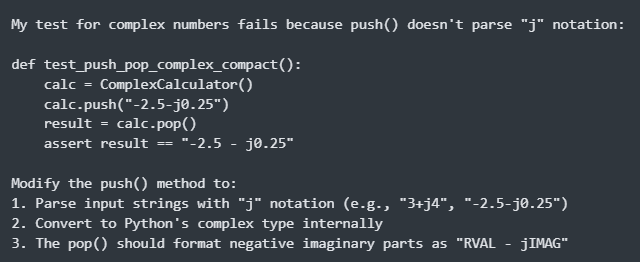 My test for complex numbers fails because push() doesn't parse "j" notation:

def test_push_pop_complex_compact():
    calc = ComplexCalculator()
    calc.push("-2.5-j0.25")
    result = calc.pop()
    assert result == "-2.5 - j0.25"

Modify the push() method to:
1. Parse input strings with "j" notation (e.g., "3+j4", "-2.5-j0.25")
2. Convert to Python's complex type internally
3. The pop() should format negative imaginary parts as "RVAL - jIMAG"